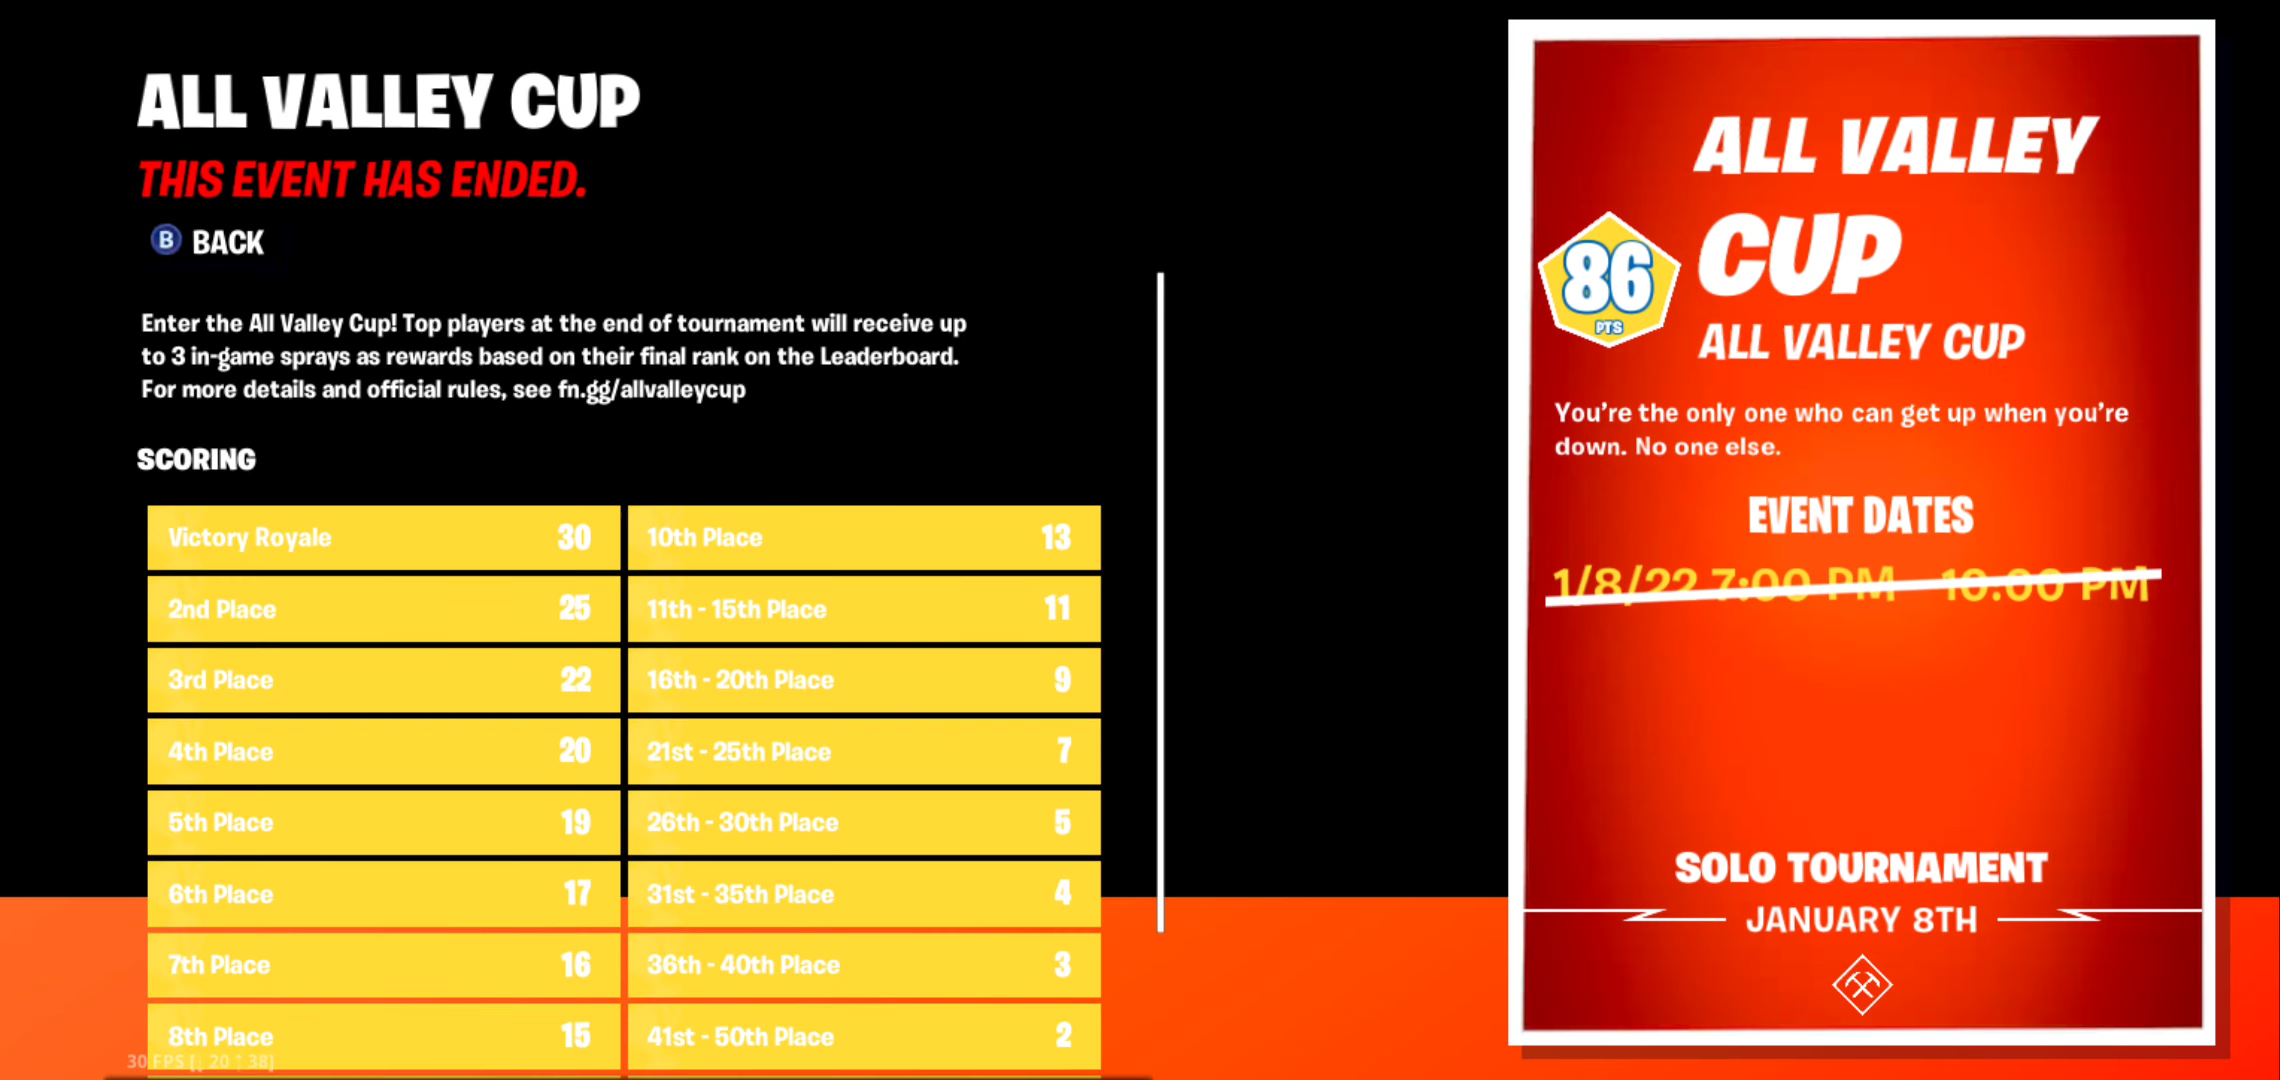 ALL VALLEY CUP
THIS EVENT HAS ENDED.
B BACK
Enter the All Valley Cup! Top players at the end of tournament will receive up
to 3 in-game sprays as rewards based on their final rank on the Leaderboard.
For more details and official rules, see fn.gg/allvalleycup
SCORING
Victory Royale 30
2nd Place 25
3rd Place 22
4th Place 20
5th Place 19
6th Place 17
7th Place 16
8th Place 15
10th Place 13
11th - 15th Place 11
16th - 20th Place 9
21st - 25th Place 7
26th - 30th Place 5
31st - 35th Place 4
36th - 40th Place 3
41st - 50th Place 2
30 FPS [↓ 20 ↑ 38]
ALL VALLEY
CUP
86
PTS
ALL VALLEY CUP
You're the only one who can get up when you're
down. No one else.
EVENT DATES
1/8/22 7:00 PM - 10:00 PM
SOLO TOURNAMENT
JANUARY 8TH